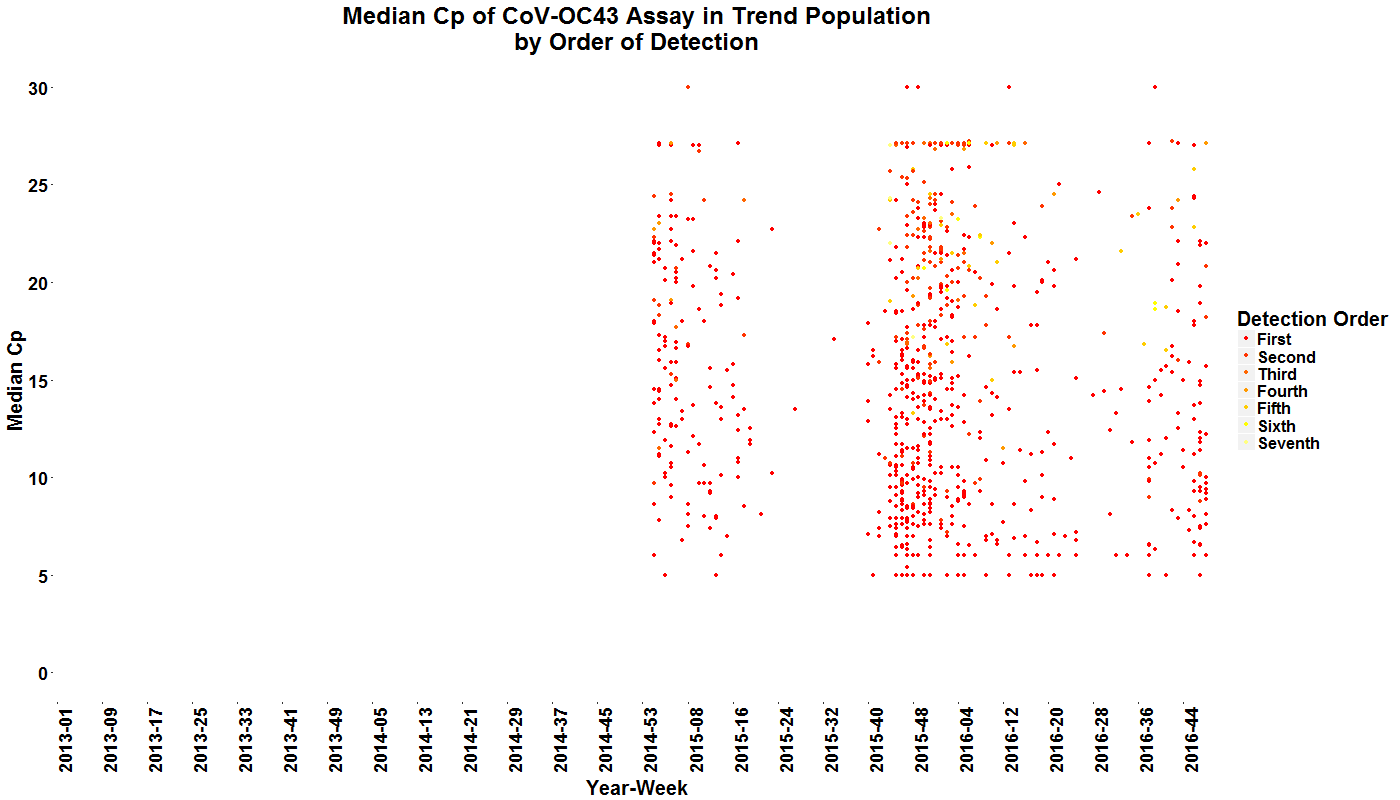 Median Cp of CoV-OC43 Assay in Trend Population
by Order of Detection
30
25
20
15
10
5
0
Median Cp
2013-01
2013-09
2013-17
2013-25
2013-33
2013-41
2013-49
2014-05
2014-13
2014-21
2014-29
2014-37
2014-45
2014-53
2015-08
2015-16
2015-24
2015-32
2015-40
2015-48
2016-04
2016-12
2016-20
2016-28
2016-36
2016-44
Year-Week
Detection Order
First
Second
Third
Fourth
Fifth
Sixth
Seventh